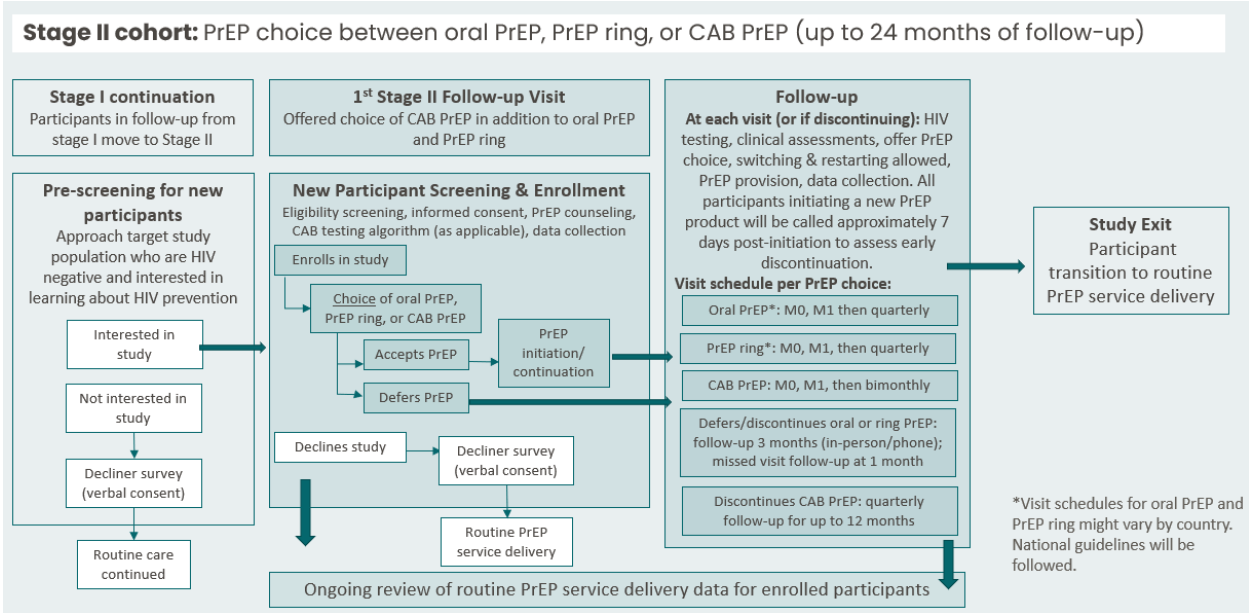 Stage II cohort: PrEP choice between oral PrEP, PrEP ring, or CAB PrEP (up to 24 months of follow-up)
Stage I continuation
Participants in follow-up from
stage I move to Stage II
Pre-screening for new
participants
Approach target study
population who are HIV
negative and interested in
learning about HIV prevention
Interested in
study
Not interested in
study
Decliner survey
(verbal consent)
Routine care
continued
1st Stage II Follow-up Visit
Offered choice of CAB PrEP in addition to oral PrEP
and PrEP ring
New Participant Screening & Enrollment
Eligibility screening, informed consent, PrEP counseling,
CAB testing algorithm (as applicable), data collection
Enrolls in study
Choice of oral PrEP,
PrEP ring, or CAB PrEP
Accepts PrEP
PrEP
initiation/
continuation
Defers PrEP
Declines study
Decliner survey
(verbal consent)
Routine PrEP
service delivery
Follow-up
At each visit (or if discontinuing): HIV
testing, clinical assessments, offer PrEP
choice, switching & restarting allowed,
PrEP provision, data collection. All
participants initiating a new PrEP
product will be called approximately 7
days post-initiation to assess early
discontinuation.
Visit schedule per PrEP choice:
Oral PrEP*: M0, M1 then quarterly
PrEP ring*: M0, M1, then quarterly
CAB PrEP: M0, M1, then bimonthly
Defers/discontinues oral or ring PrEP:
follow-up 3 months (in-person/phone);
missed visit follow-up at 1 month
Discontinues CAB PrEP: quarterly
follow-up for up to 12 months
Study Exit
Participant
transition to routine
PrEP service delivery
*Visit schedules for oral PrEP and
PrEP ring might vary by country.
National guidelines will be
followed.
Ongoing review of routine PrEP service delivery data for enrolled participants